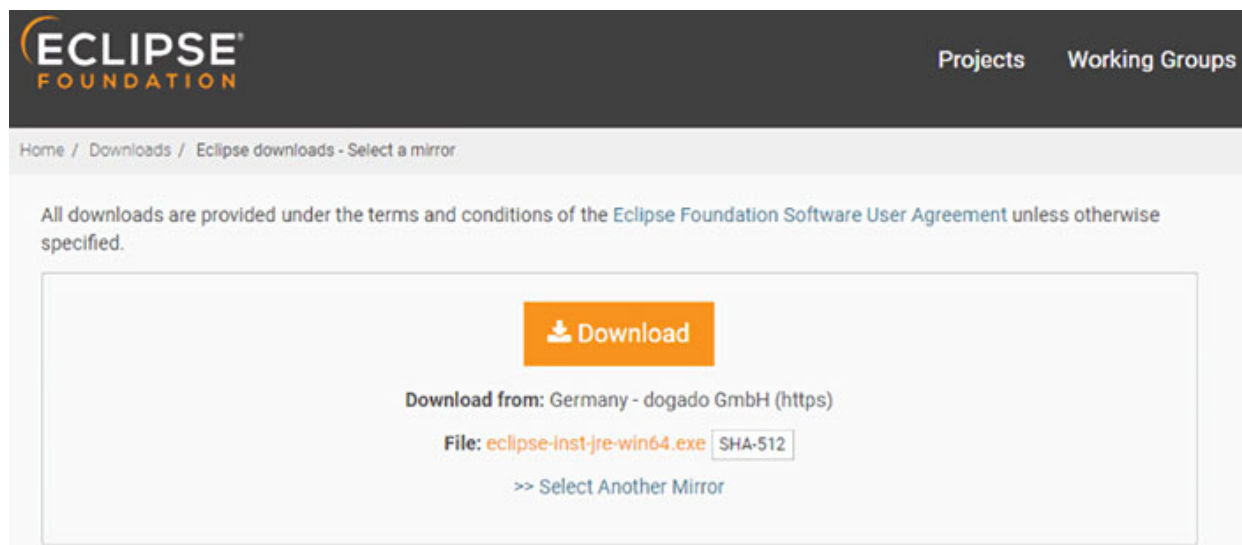 ECLIPSE
FOUNDATION
Projects Working Groups
Home / Downloads / Eclipse downloads - Select a mirror
All downloads are provided under the terms and conditions of the Eclipse Foundation Software User Agreement unless otherwise
specified.
Download
Download from: Germany - dogado GmbH (https)
File: eclipse-inst-jre-win64.exe SHA-512
>> Select Another Mirror